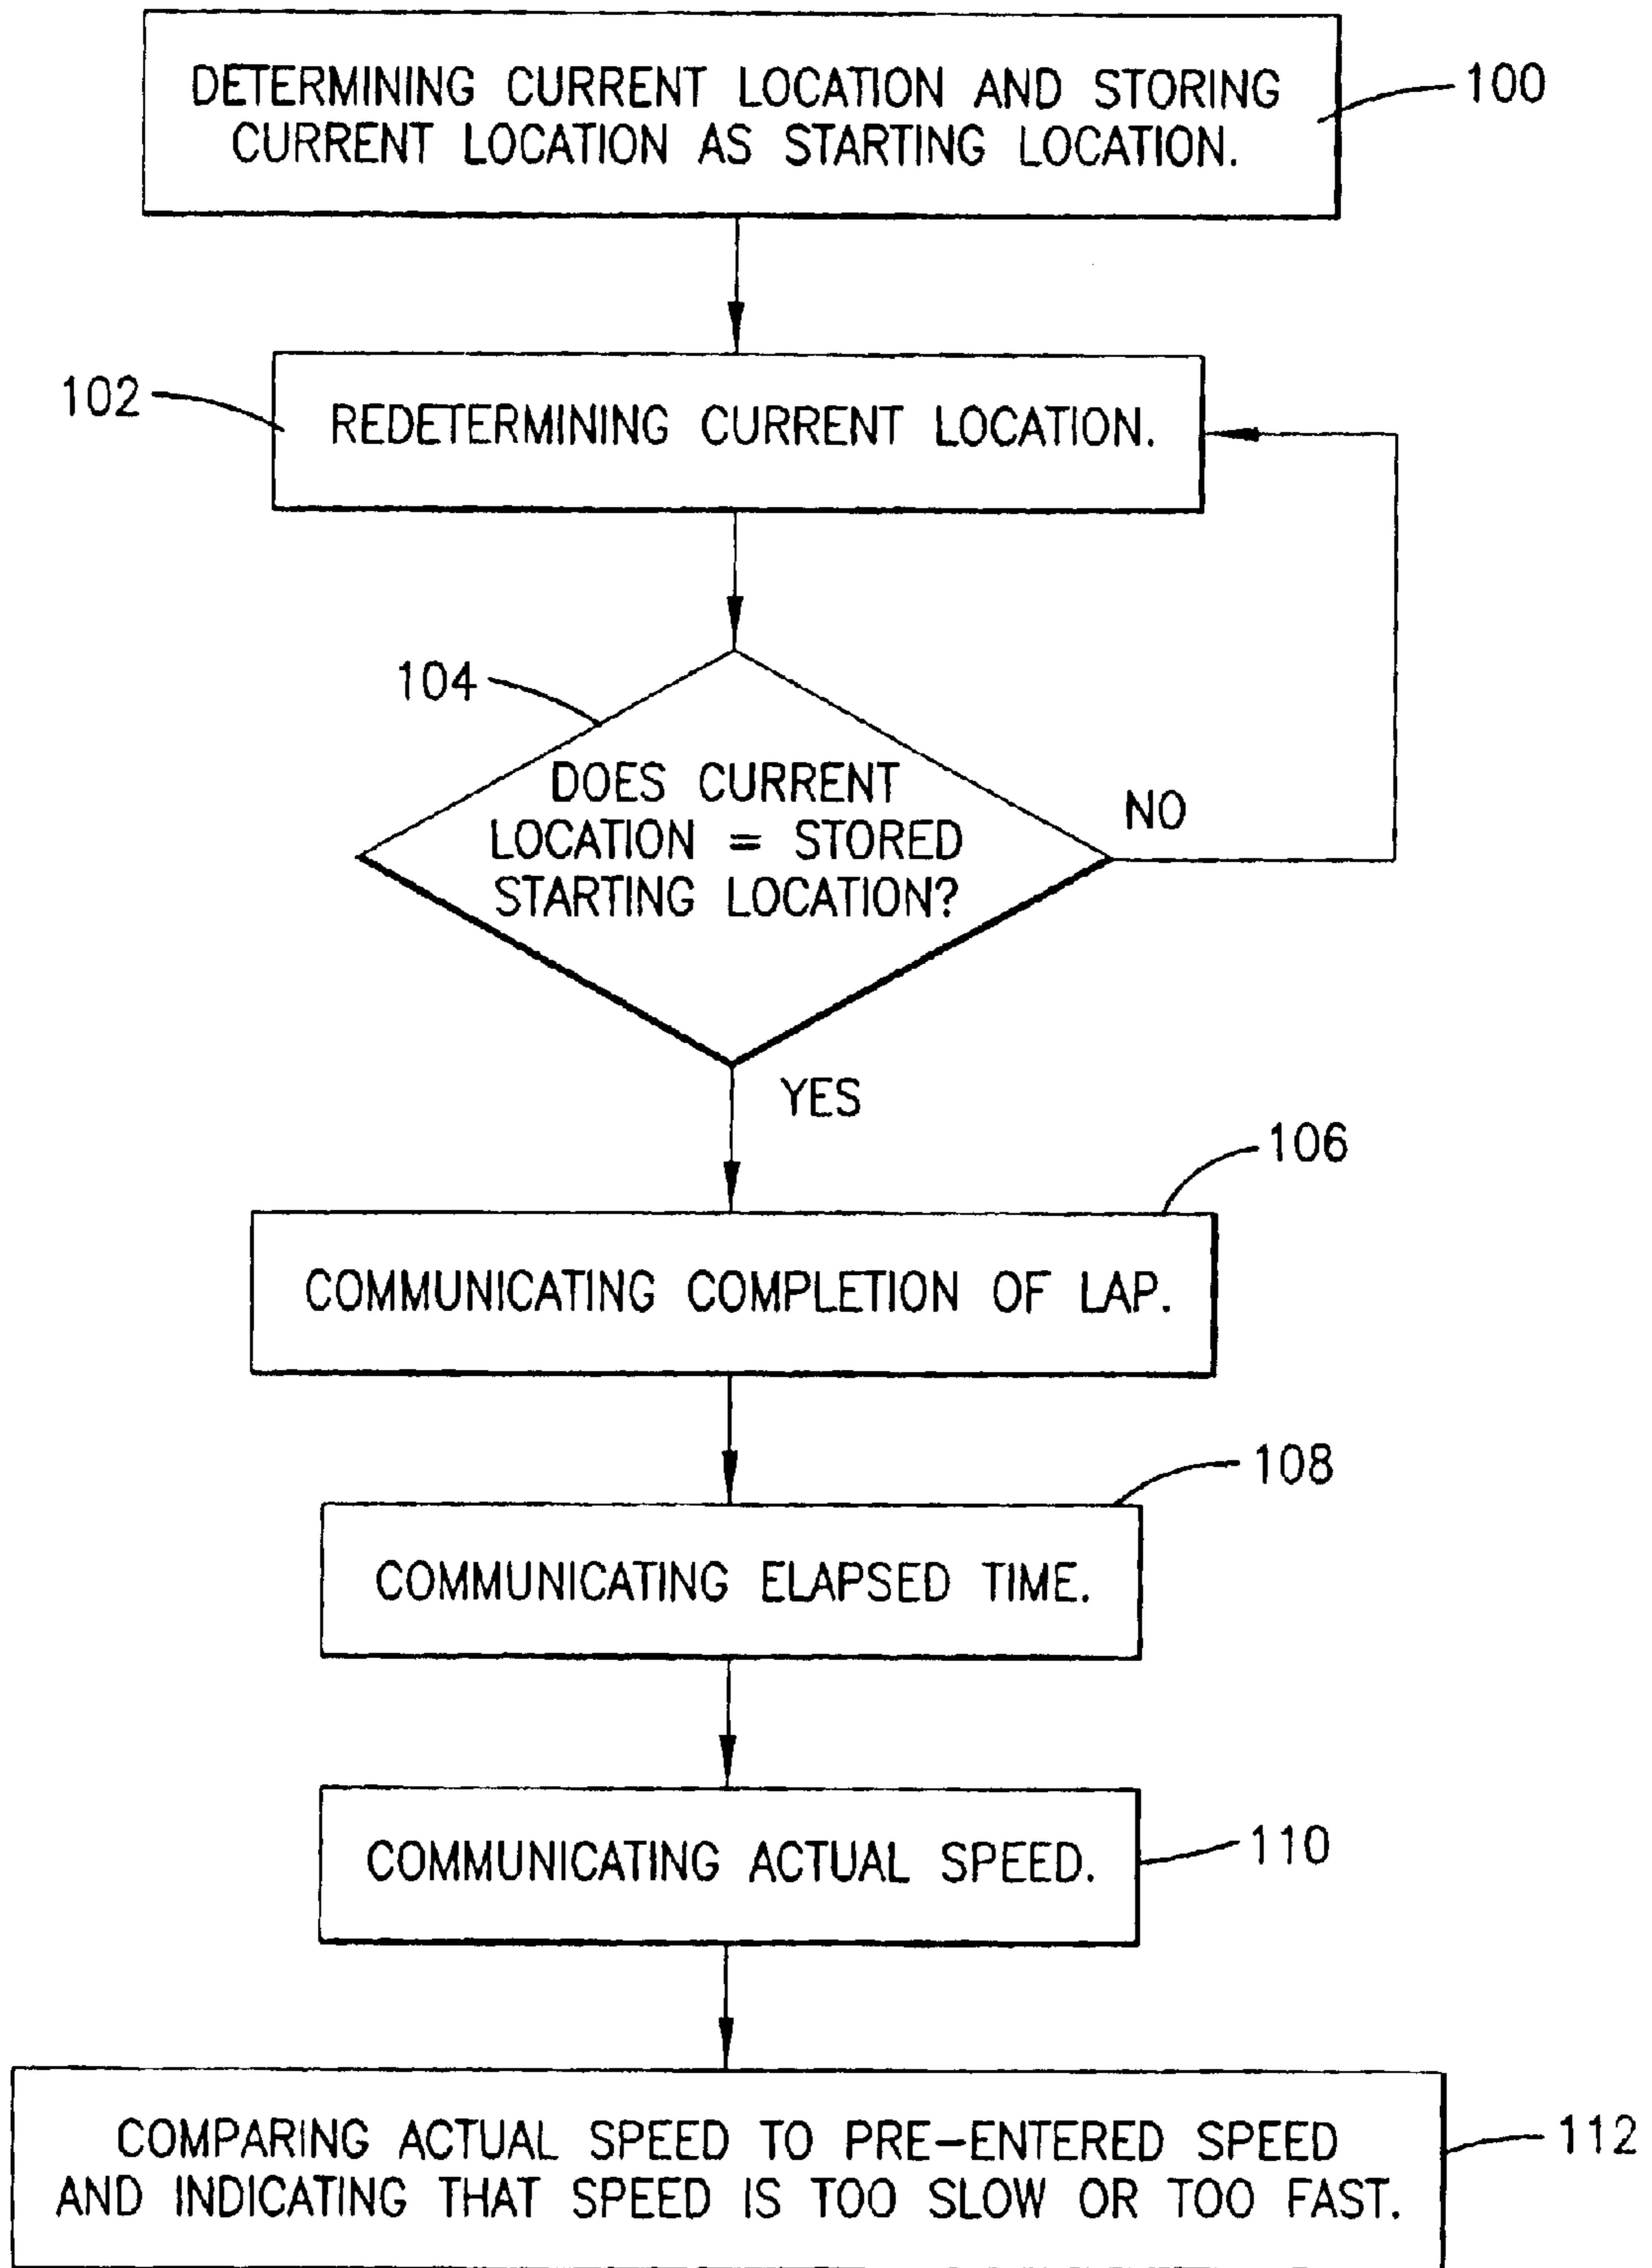 DETERMINING CURRENT LOCATION AND STORING
CURRENT LOCATION AS STARTING LOCATION.
100
102
REDETERMINING CURRENT LOCATION.
104
DOES CURRENT
LOCATION = STORED
STARTING LOCATION?
NO
YES
106
COMMUNICATING COMPLETION OF LAP.
108
COMMUNICATING ELAPSED TIME.
COMMUNICATING ACTUAL SPEED.
110
COMPARING ACTUAL SPEED TO PRE-ENTERED SPEED
AND INDICATING THAT SPEED IS TOO SLOW OR TOO FAST.
112